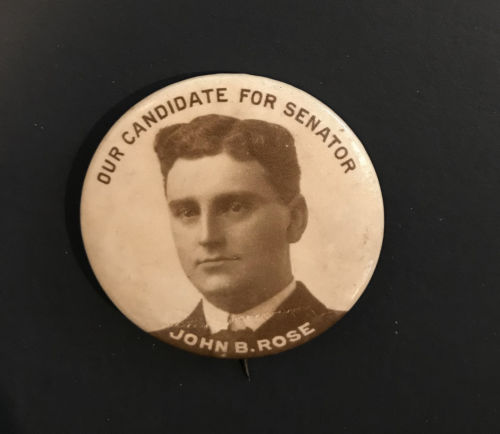 OUR CANDIDATE FOR SENATOR
JOHN B. ROSE